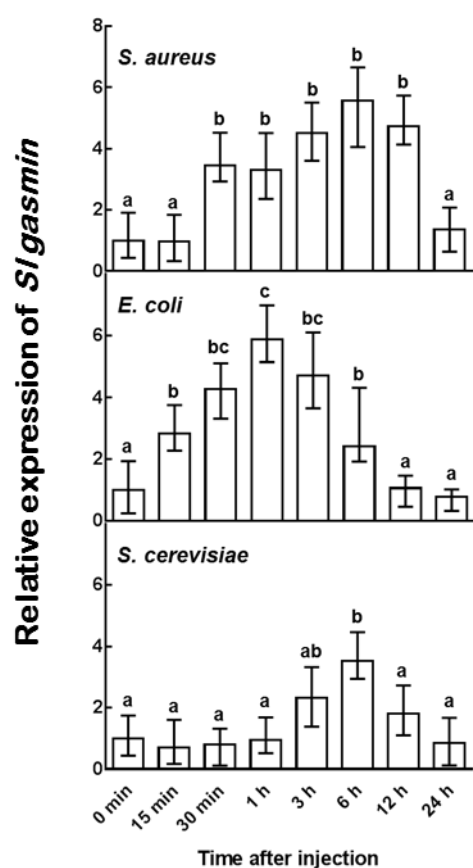 Relative expression of Sl gasmin
8
S. aureus
6
4
2
0
a
a
b
b
b
b
b
a
E. coli
6
4
2
0
a
b
bc
c
bc
b
a
a
S. cerevisiae
6
4
2
0
a
a
a
a
ab
b
a
a
0 min
15 min
30 min
1 h
3 h
6 h
12 h
24 h
Time after injection